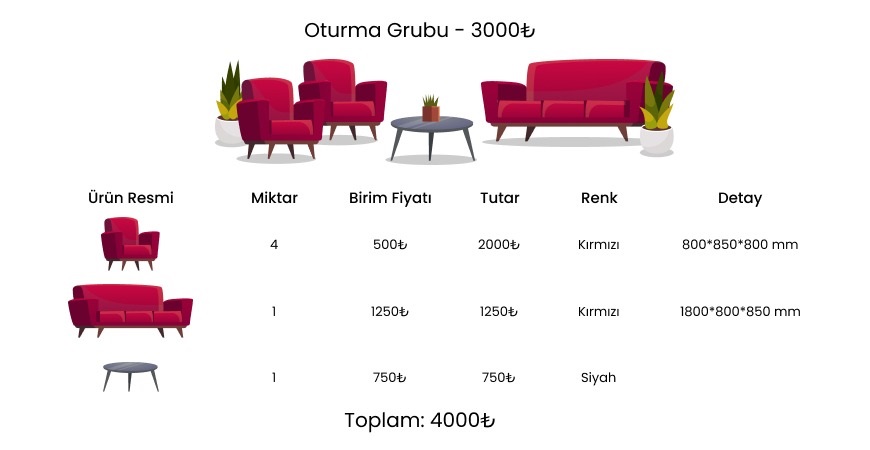 Oturma Grubu - 3000₺
Ürün Resmi Miktar Birim Fiyatı Tutar Renk Detay
4 500₺ 2000₺ Kırmızı 800*850*800 mm
1 1250₺ 1250₺ Kırmızı 1800*800*850 mm
1 750₺ 750₺ Siyah
Toplam: 4000₺